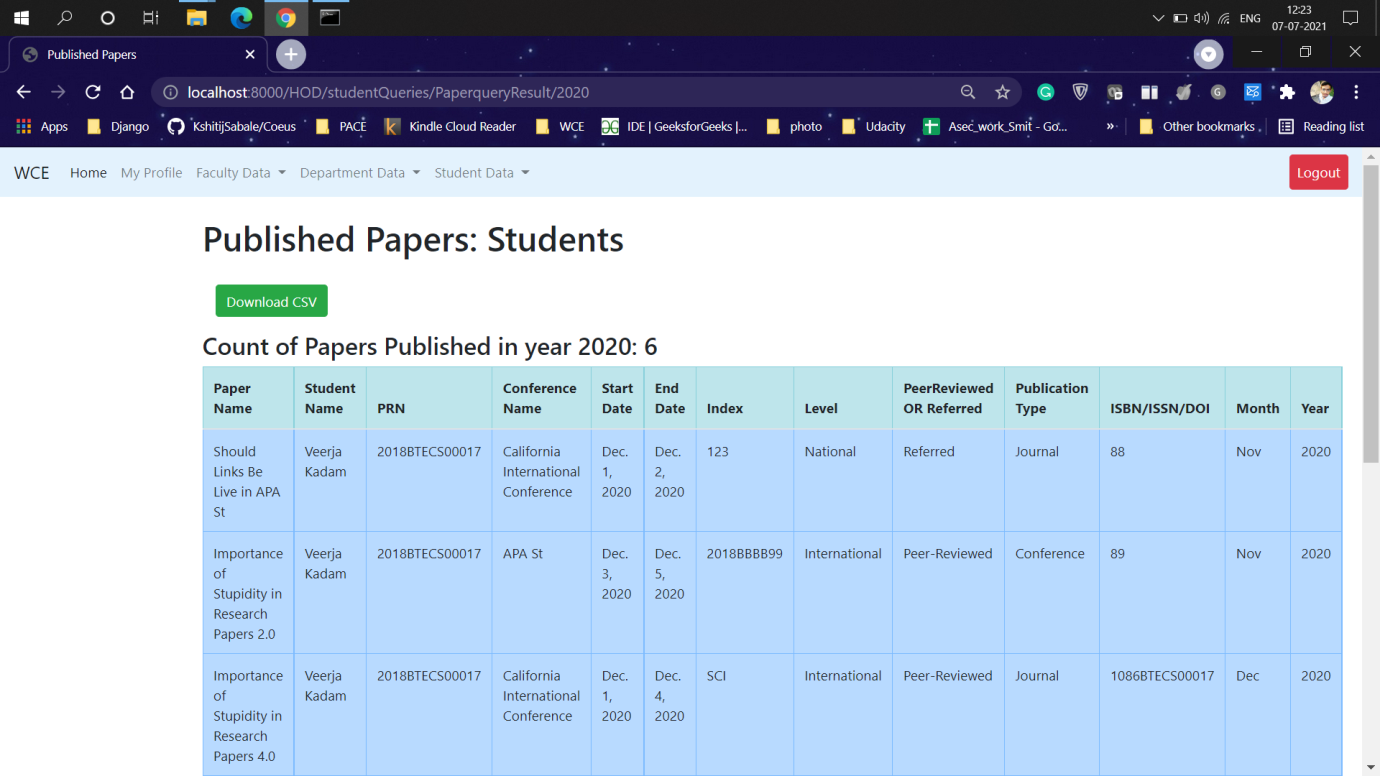 12:23
ENG
07-07-2021
Published Papers
localhost:8000/HOD/studentQueries/PaperqueryResult/2020
Apps Django KshitijSabale/Coeus PACE Kindle Cloud Reader WCE IDE | GeeksforGeeks |... photo Udacity Asec_work_Smit - Go... » Other bookmarks Reading list
WCE Home My Profile Faculty Data Department Data Student Data Logout
Published Papers: Students
Download CSV
Count of Papers Published in year 2020: 6
Paper Student Conference Start End PeerReviewed Publication
Name Name PRN Name Date Date Index Level OR Referred Type ISBN/ISSN/DOI Month Year
Should Veerja 2018BTECS00017 California Dec. Dec. 123 National Referred Journal 88 Nov 2020
Links Be Kadam International 1, 2,
Live in APA Conference 2020 2020
St
Importance Veerja 2018BTECS00017 APA St Dec. Dec. 2018BBBB99 International Peer-Reviewed Conference 89 Nov 2020
of Kadam 3, 5,
Stupidity in 2020 2020
Research
Papers 2.0
Importance Veerja 2018BTECS00017 California Dec. Dec. SCI International Peer-Reviewed Journal 1086BTECS00017 Dec 2020
of Kadam International 1, 4,
Stupidity in Conference 2020 2020
Research
Papers 4.0